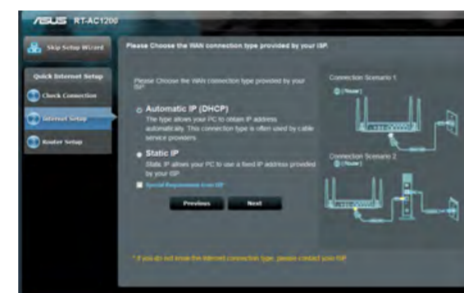 ASUS RT-AC1200
Skip Setup Wizard
Please Choose the WAN connection type provided by your ISP.
Quick Internet Setup
Check Connection
Internet Setup
Router Setup
Please Choose the WAN connection type provided by your
ISP.
Automatic IP (DHCP)
The type allows your PC to obtain IP address
automatically. This connection type is often used by cable
service providers.
Static IP
Static IP allows your PC to use a fixed IP address provided
by your ISP.
Special Requirement from ISP
Previous
Next
Connection Scenario 1
Connection Scenario 2
* If you do not know the Internet connection type, please contact your ISP.